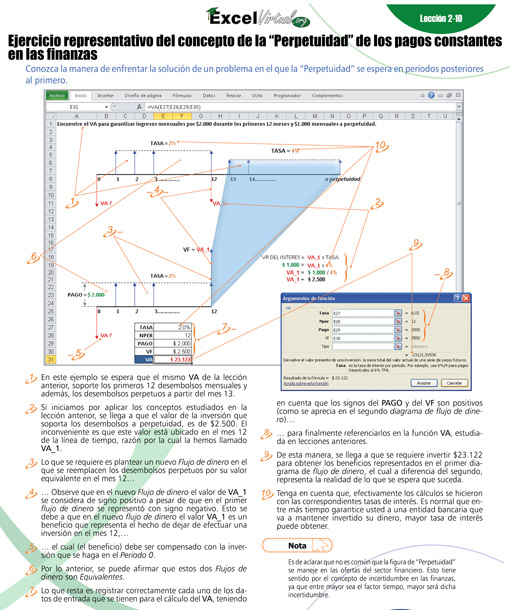 ExcelVirtual.org
Lección 2-10
Ejercicio representativo del concepto de la “Perpetuidad” de los pagos constantes
en las finanzas
Conozca la manera de enfrentar la solución de un problema en el que la “Perpetuidad” se espera en periodos posteriores
al primero.
Archivo Inicio Insertar Diseño de página Fórmulas Datos Revisar Vista Programador Complementos
E31 fx =VA(E27;E28;E29;E30)
A B C D E F G H I J K L M N O P Q R S T U
1 Encuentre el VA para garantizar ingresos mensuales por $2.000 durante los primeros 12 meses y $1.000 mensuales a perpetuidad.
TASA=2%
TASA= 4%
10
0 1 2 3............... 12 13 14............... a perpetuidad
VA ?
VA_1
1
4
2
3
9
6
VF = VA_1
VR DEL INTERES = VA_1 x TASA
$ 1.000 = VA_1 x 4%
VA_1 = $ 1.000 / 4%
VA_1 = $ 2.500
8
TASA=2%
PAGO = $ 2.000
0 1 2 3............... 12
VA ?
5
7
TASA 2,0%
NPER 12
PAGO $ 2.000
VF $ 2.500
VA $ 23.122
Argumentos de función
VA
Tasa E27 = 0,02
Nper E28 = 12
Pago E29 = 2000
Vf E30 = 2500
Tipo = número
Devuelve el valor presente de una inversión: la suma total del valor actual de una serie de pagos futuros.
Resultado de la fórmula = $ 23.122
Ayuda sobre esta función Aceptar Cancelar
1 En este ejemplo se espera que el mismo VA de la lección
anterior, soporte los primeros 12 desembolsos mensuales y
además, los desembolsos perpetuos a partir del mes 13.
2 Si iniciamos por aplicar los conceptos estudiados en la
lección anterior, se llega a que el valor de la inversión que
soporta los desembolsos a perpetuidad, es de $2.500. El
inconveniente es que este valor está ubicado en el mes 12
de la línea de tiempo, razón por la cual la hemos llamado
VA_1.
3 Lo que se requiere es plantear un nuevo Flujo de dinero en el
que se reemplacen los desembolsos perpetuos por su valor
equivalente en el mes 12…
4 … Observe que en el nuevo Flujo de dinero el valor de VA_1
se considera de signo positivo a pesar de que en el primer
flujo de dinero se representó con signo negativo. Esto se
debe a que en el nuevo flujo de dinero el valor VA_1 es un
beneficio que representa el hecho de dejar de efectuar una
inversión en el mes 12,…
5 … el cual (el beneficio) debe ser compensado con la inver-
sión que se haga en el Periodo 0.
6 Por lo anterior, se puede afirmar que estos dos Flujos de
dinero son Equivalentes.
7 Lo que resta es registrar correctamente cada uno de los da-
tos de entrada que se tienen para el cálculo del VA, teniendo
en cuenta que los signos del PAGO y del VF son positivos
(como se aprecia en el segundo diagrama de flujo de dine-
ro)…
8 … para finalmente referenciarlos en la función VA, estudia-
da en lecciones anteriores.
9 De esta manera, se llega a que se requiere invertir $23.122
para obtener los beneficios representados en el primer dia-
grama de flujo de dinero, el cual a diferencia del segundo,
representa la realidad de lo que se espera que suceda.
10 Tenga en cuenta que, efectivamente los cálculos se hicieron
con las correspondientes tasas de interés. Es normal que en-
tre más tiempo garantice usted a una entidad bancaria que
va a mantener invertido su dinero, mayor tasa de interés
puede obtener.
Nota
Es de aclarar que no es común que la figura de “Perpetuidad”
se maneje en las ofertas del sector financiero. Esto tiene
sentido por el concepto de incertidumbre en las finanzas,
ya que entre mayor sea el factor tiempo, mayor será dicha
incertidumbre.